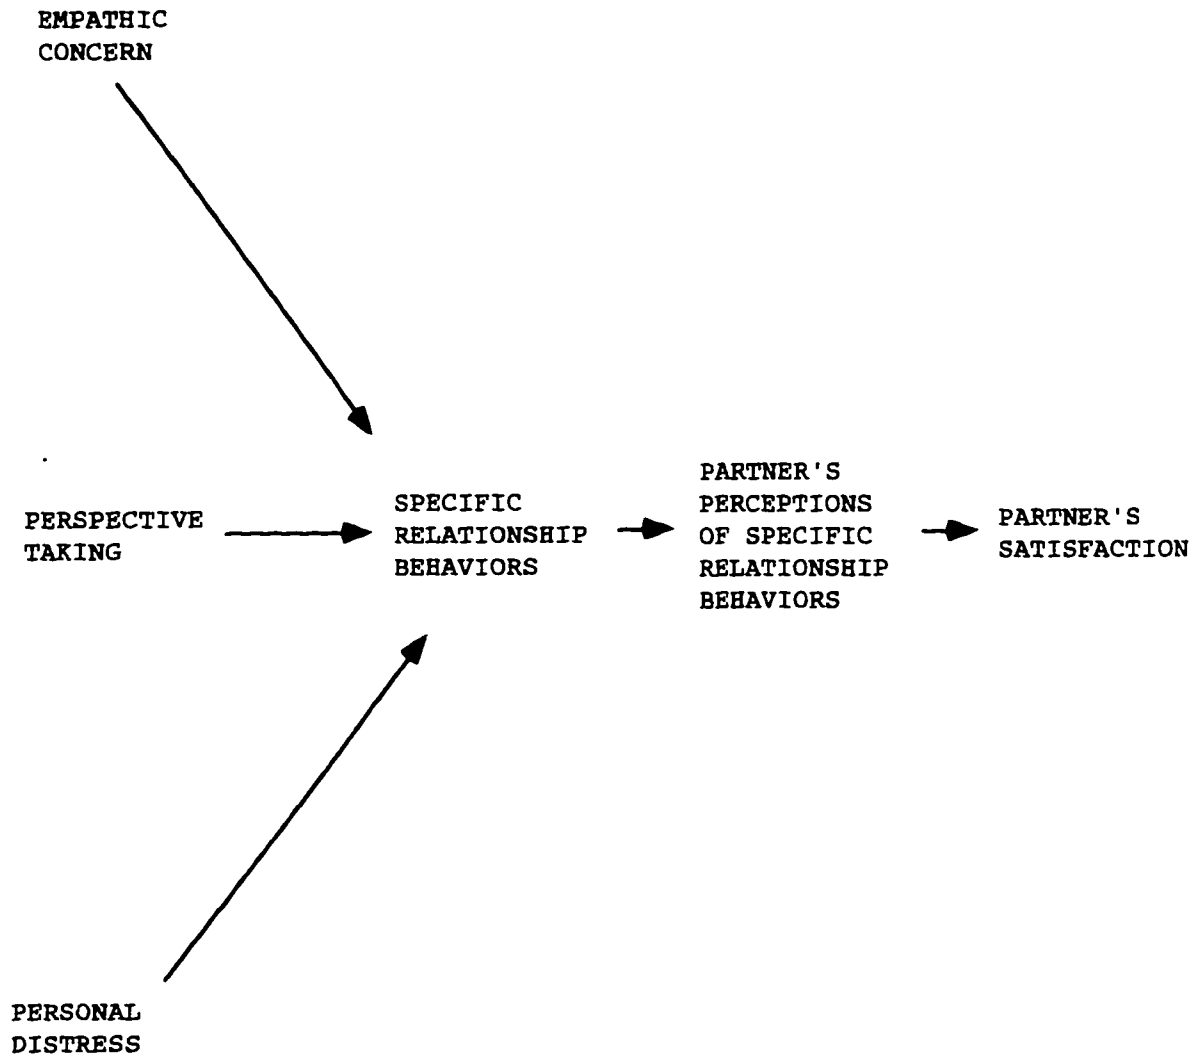 EMPATHIC
CONCERN
PERSPECTIVE
TAKING
SPECIFIC
RELATIONSHIP
BEHAVIORS
PARTNER'S
PERCEPTIONS
OF SPECIFIC
RELATIONSHIP
BEHAVIORS
PARTNER'S
SATISFACTION
PERSONAL
DISTRESS